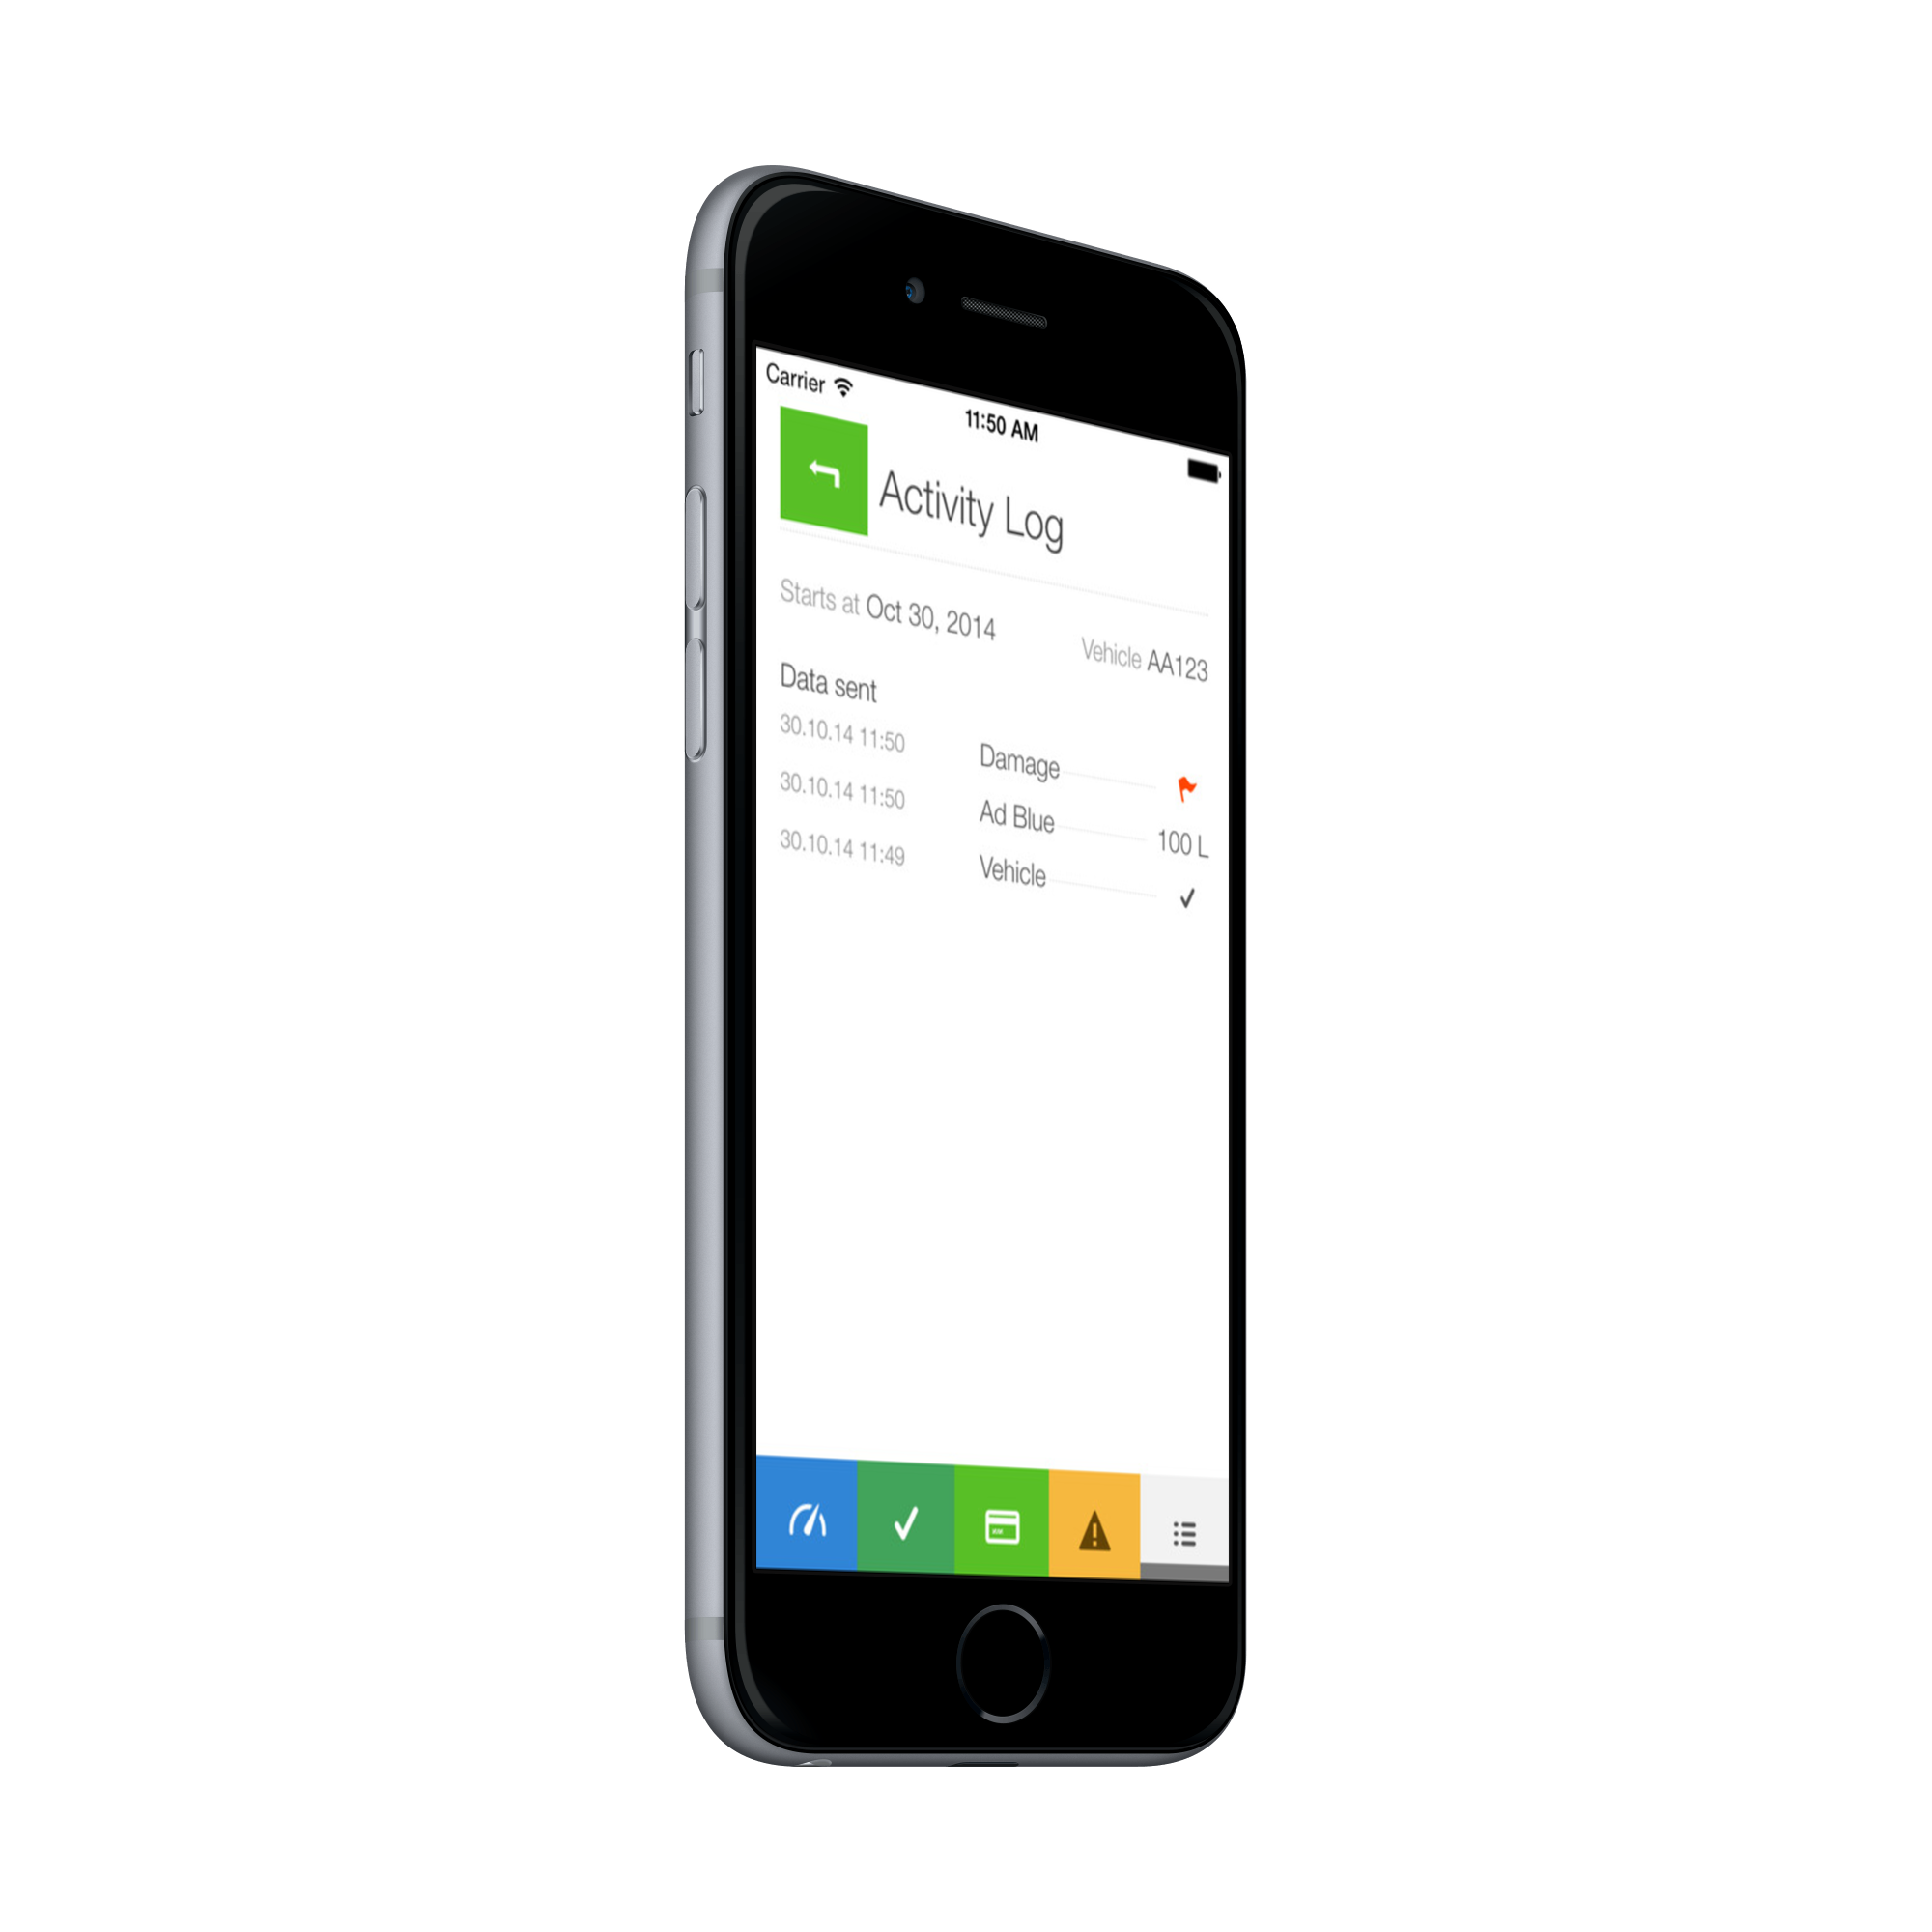 Carrier
11:50 AM
Activity Log
Starts at Oct 30, 2014
Vehicle AA123
Data sent
30.10.14 11:50 Damage
30.10.14 11:50 Ad Blue 100 L
30.10.14 11:49 Vehicle